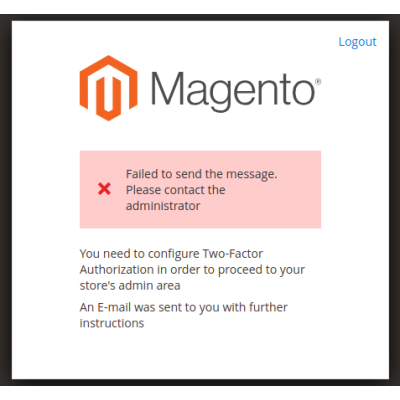 Logout
Magento®
Failed to send the message.
Please contact the
administrator
You need to configure Two-Factor
Authorization in order to proceed to your
store's admin area
An E-mail was sent to you with further
instructions